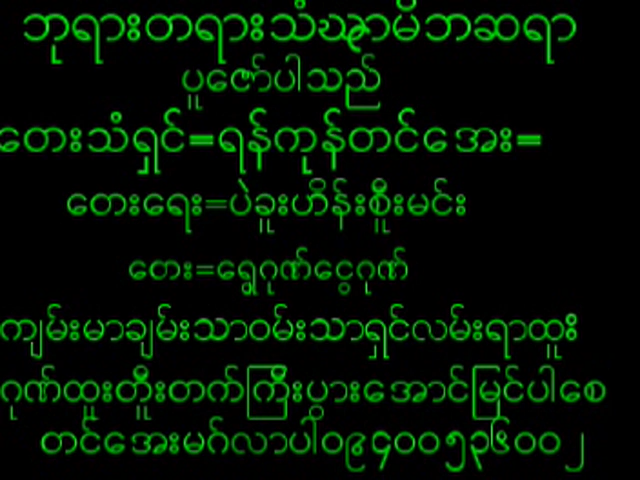 ဘုရားတရားသံဃာမိဘဆရာ
ပူဇော်ပါသည်
တေးသံရှင်=ရန်ကုန်တင်အေး=
တေးရေး=ပဲခူးဟိန်းစိူးမင်း
တေး=ရွှေဂုဏ်ငွေဂုဏ်
ကျမ်းမာချမ်းသာဝမ်းသာရှင်လမ်းရာထူး
ဂုဏ်ထူးတိူးတက်ကြီးပွားအောင်မြင်ပါစေ
တင်အေးမင်္ဂလာပါ၀၉၄၀၀၅၃၆၀၀၂